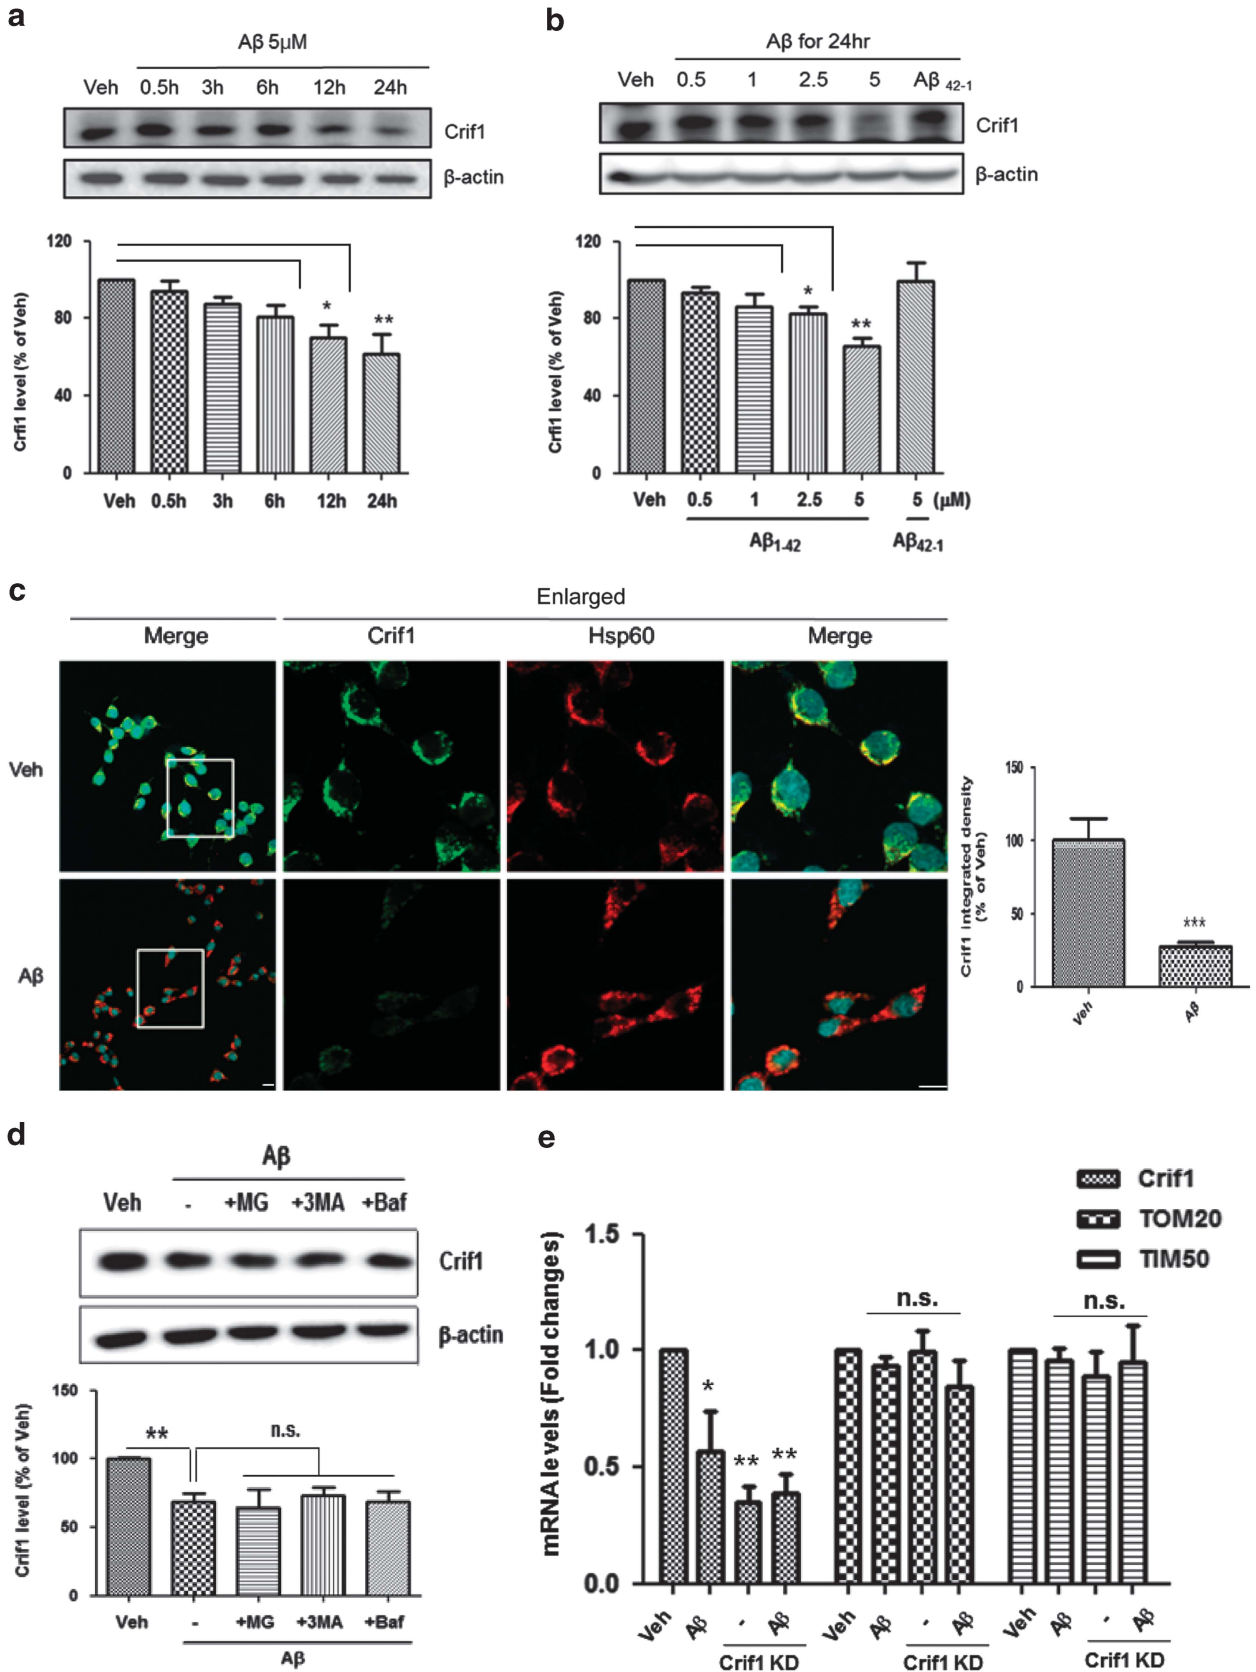 a
Aβ 5μM
Veh 0.5h 3h 6h 12h 24h
Crif1
β-actin
Crfi1 level (% of Veh)
120
80
40
0
*
**
Veh 0.5h 3h 6h 12h 24h
b
Aβ for 24hr
Veh 0.5 1 2.5 5 Aβ 42-1
Crif1
β-actin
Crfi1 level (% of Veh)
120
80
40
0
*
**
Veh 0.5 1 2.5 5 5 (μM)
Aβ1-42 Aβ42-1
c
Enlarged
Merge Crif1 Hsp60 Merge
Veh
Aβ
Crif1 integrated density
(% of Veh)
150
100
50
0
***
Veh Aβ
d
Aβ
Veh - +MG +3MA +Baf
Crif1
β-actin
Crif1 level (% of Veh)
150
100
50
0
** n.s.
Veh - +MG +3MA +Baf
Aβ
e
Crif1
TOM20
TIM50
mRNA levels (Fold changes)
1.5
1.0
0.5
0.0
* ** **
n.s. n.s.
Veh Aβ - Aβ Veh Aβ - Aβ Veh Aβ - Aβ
Crif1 KD Crif1 KD Crif1 KD